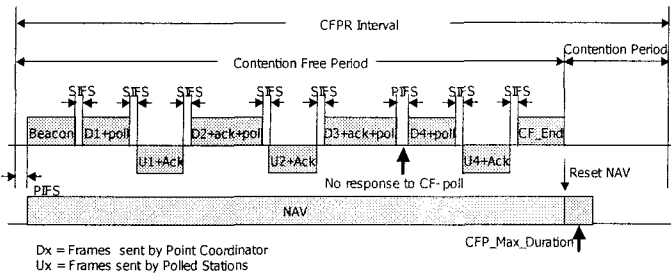 CFPR Interval
Contention Free Period
Contention Period
SIFS SIFS SIFS SIFS SIFS PIFS SIFS SIFS
Beacon D1+poll D2+ack+pol D3+ack+pol D4+poll CF_End
U1+Ack U2+Ack U4+Ack
No response to CF-poll
Reset NAV
PIFS
NAV
CFP_Max_Duration
Dx = Frames sent by Point Coordinator
Ux = Frames sent by Polled Stations